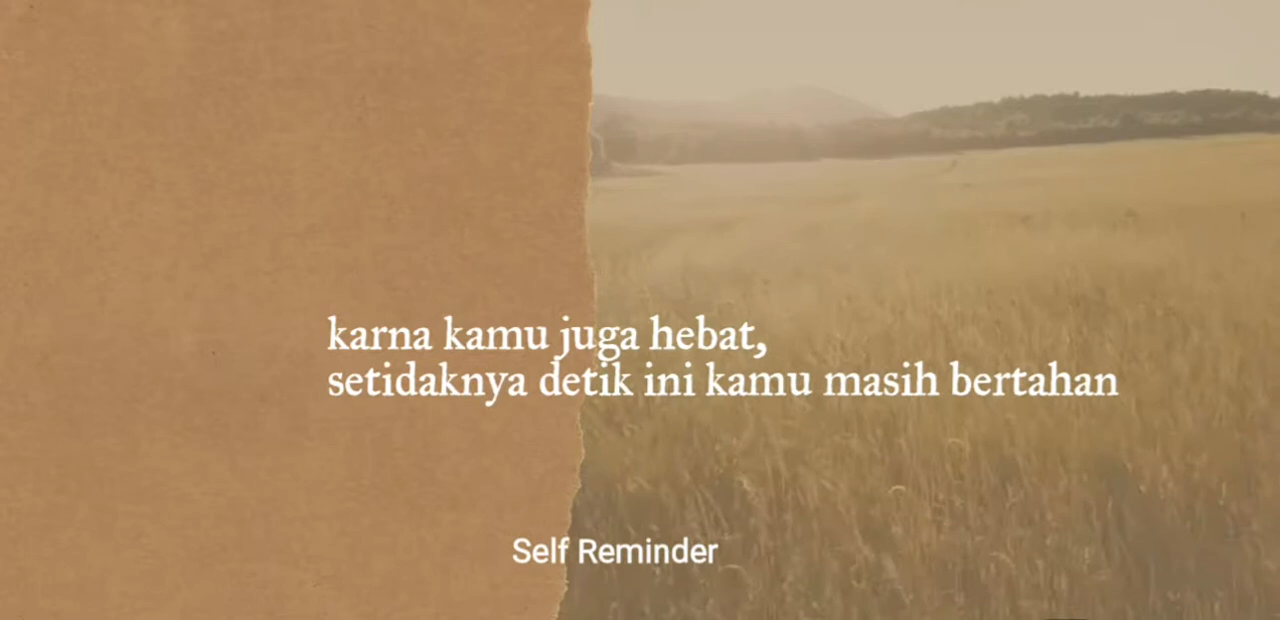 karna kamu juga hebat,
setidaknya detik ini kamu masih bertahan
Self Reminder